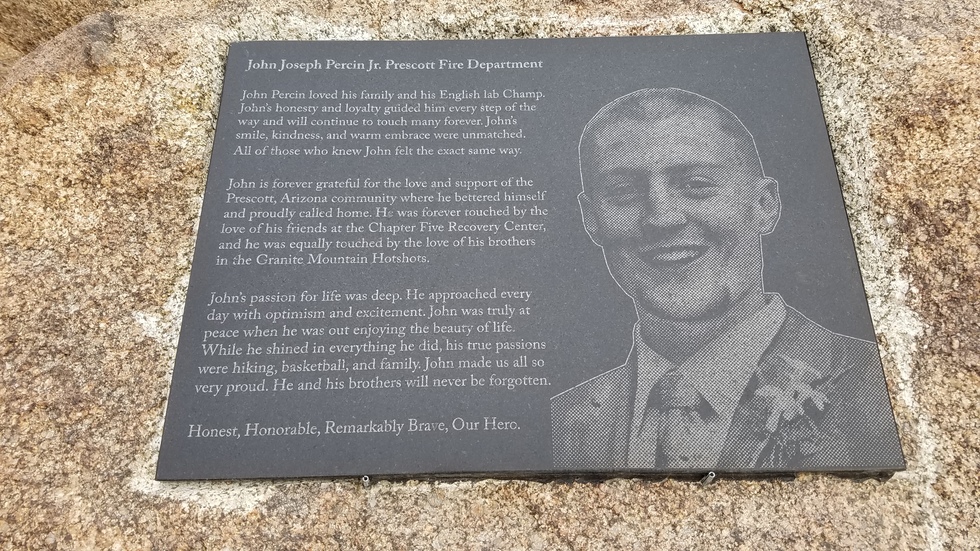 John Joseph Percin Jr. Prescott Fire Department
John Percin loved his family and his English lab Champ.
John's honesty and loyalty guided him every step of the
way and will continue to touch many forever. John's
smile, kindness, and warm embrace were unmatched.
All of those who knew John felt the exact same way.
John is forever grateful for the love and support of the
Prescott, Arizona community where he bettered himself
and proudly called home. He was forever touched by the
love of his friends at the Chapter Five Recovery Center,
and he was equally touched by the love of his brothers
in the Granite Mountain Hotshots.
John's passion for life was deep. He approached every
day with optimism and excitement. John was truly at
peace when he was out enjoying the beauty of life.
While he shined in everything he did, his true passions
were hiking, basketball, and family. John made us all so
very proud. He and his brothers will never be forgotten.
Honest, Honorable, Remarkably Brave, Our Hero.